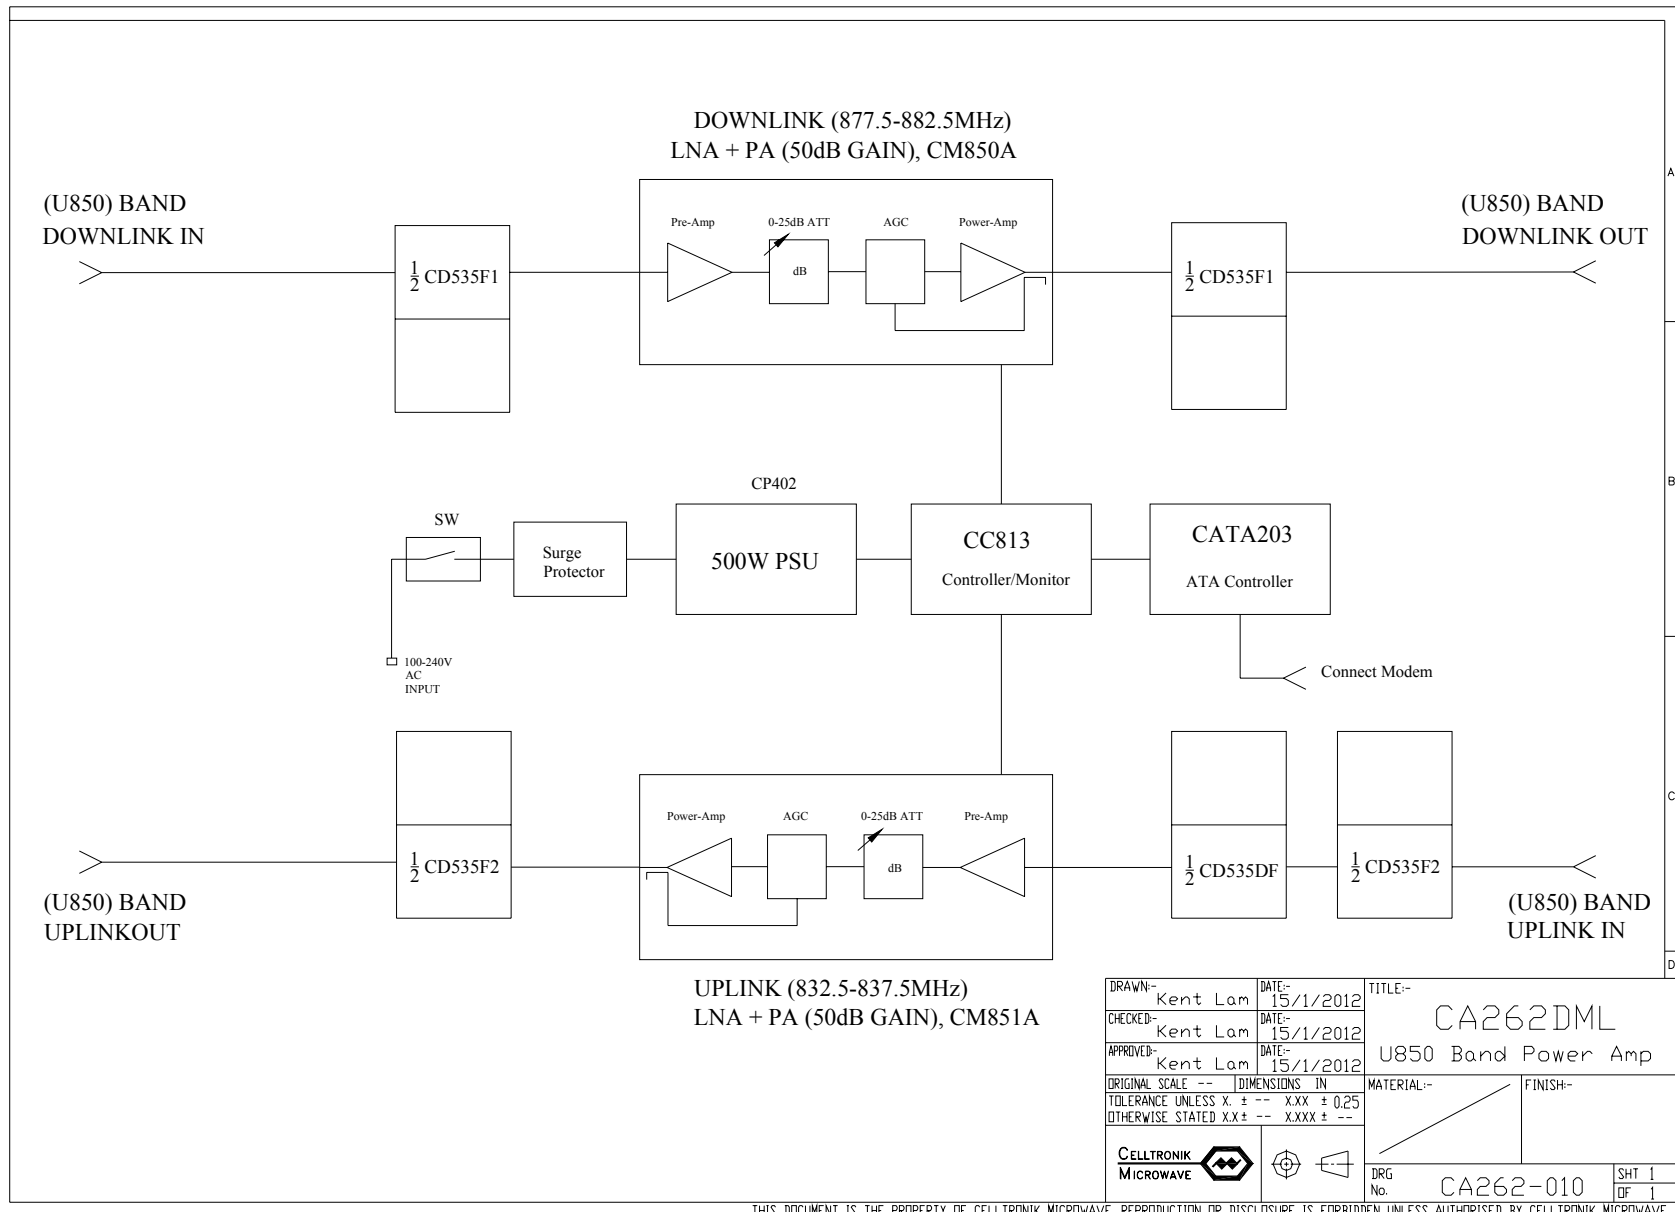 DOWNLINK (877.5-882.5MHz)
LNA + PA (50dB GAIN), CM850A
(U850) BAND
DOWNLINK IN
(U850) BAND
DOWNLINK OUT
Pre-Amp
0-25dB ATT
AGC
Power-Amp
dB
1/2 CD535F1
1/2 CD535F1
A
B
C
D
CP402
SW
Surge
Protector
500W PSU
CC813
Controller/Monitor
CATA203
ATA Controller
100-240V
AC
INPUT
Connect Modem
Power-Amp
AGC
0-25dB ATT
Pre-Amp
dB
1/2 CD535F2
1/2 CD535DF
1/2 CD535F2
(U850) BAND
UPLINKOUT
(U850) BAND
UPLINK IN
UPLINK (832.5-837.5MHz)
LNA + PA (50dB GAIN), CM851A
DRAWN:- Kent Lam DATE:- 15/1/2012
CHECKED:- Kent Lam DATE:- 15/1/2012
APPROVED:- Kent Lam DATE:- 15/1/2012
ORIGINAL SCALE -- DIMENSIONS IN
TOLERANCE UNLESS X. ± -- X.XX ± 0.25
OTHERWISE STATED X.X ± -- X.XXX ± --
TITLE:-
CA262DML
U850 Band Power Amp
MATERIAL:-
FINISH:-
CELLTRONIK
MICROWAVE
DRG
No. CA262-010
SHT 1
OF 1
THIS DOCUMENT IS THE PROPERTY OF CELLTRONIK MICROWAVE. REPRODUCTION OR DISCLOSURE IS FORBIDDEN UNLESS AUTHORISED BY CELLTRONIK MICROWAVE